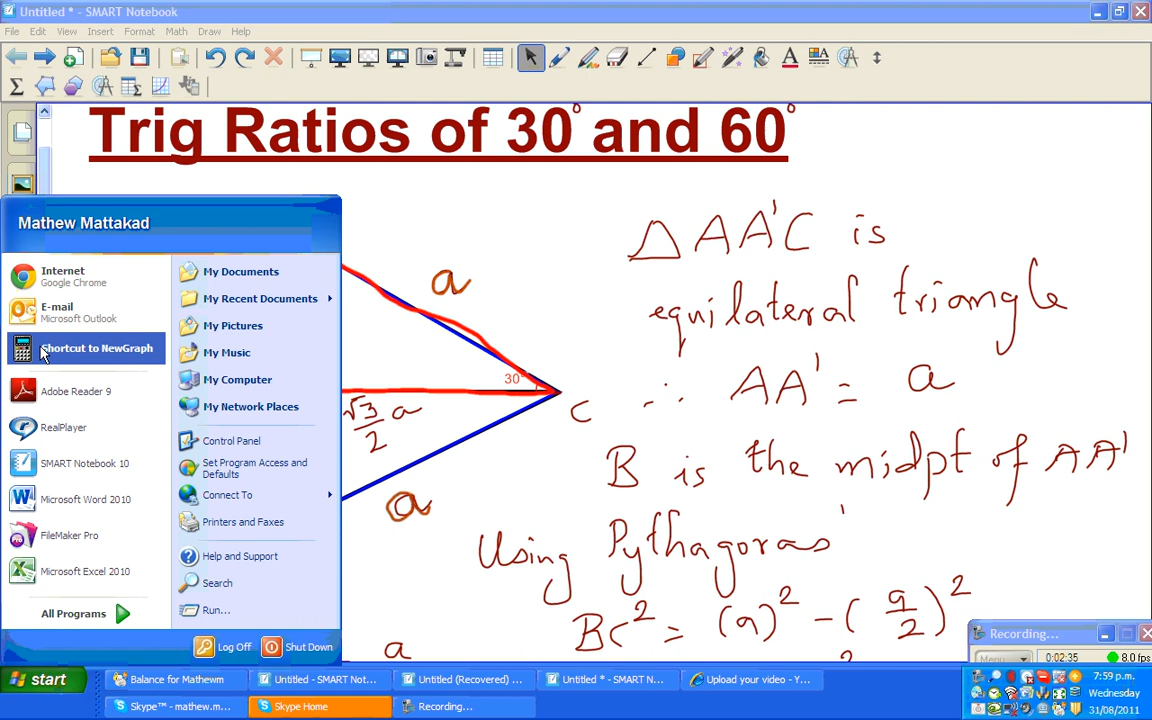 Untitled * - SMART Notebook
File Edit View Insert Format Math Draw Help
Trig Ratios of 30° and 60°
Mathew Mattakad
Internet
Google Chrome
E-mail
Microsoft Outlook
Shortcut to NewGraph
Adobe Reader 9
RealPlayer
SMART Notebook 10
Microsoft Word 2010
FileMaker Pro
Microsoft Excel 2010
All Programs
My Documents
My Recent Documents
My Pictures
My Music
My Computer
My Network Places
Control Panel
Set Program Access and
Defaults
Connect To
Printers and Faxes
Help and Support
Search
Run...
Log Off Shut Down
a
30°
C
√3/2 a
a
a
Δ AA'C is
equilateral triangle
∴ AA' = a
B is the midpt of AA'
Using Pythagoras'
BC² = (a)² - (a/2)²
2
Recording...
Menu 0:02:35 8.0 fps
start
Balance for Mathewm
Untitled - SMART Not...
Untitled (Recovered) ...
Untitled * - SMART N...
Upload your video - Y...
Skype™ - mathew.m...
Skype Home
Recording...
7:59 p.m.
Wednesday
31/08/2011